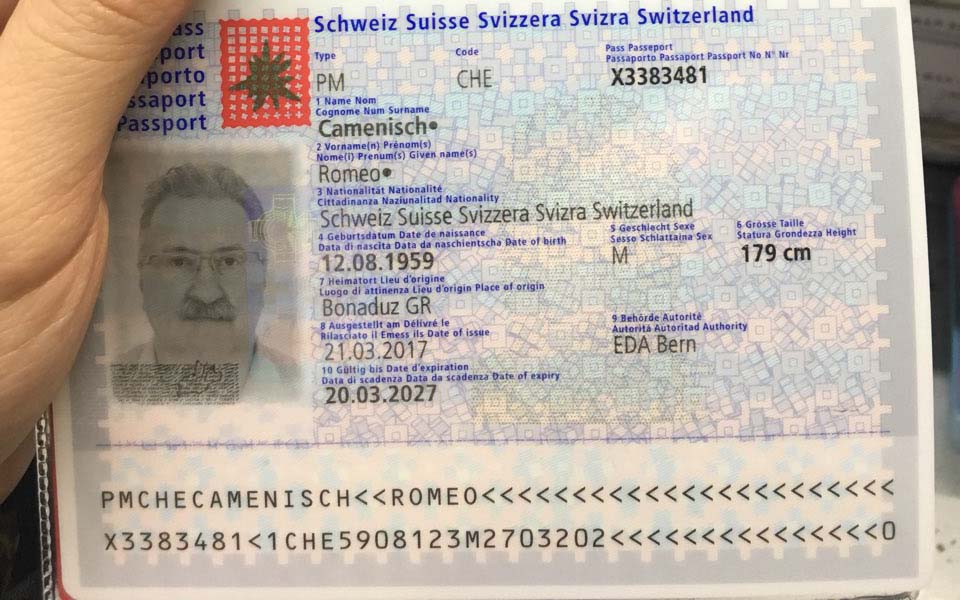 ass
port
porto
ssaport
Passport
Schweiz Suisse Svizzera Svizra Switzerland
Type
Code
Pass Passeport
Passaporto Passaport Passport No N° Nr
PM
CHE
X3383481
1 Name Nom
Cognome Num Surname
Camenisch•
2 Vorname(n) Prénom(s)
Nome(i) Prenum(s) Given name(s)
Romeo•
3 Nationalität Nationalité
Cittadinanza Naziunalitad Nationality
Schweiz Suisse Svizzera Svizra Switzerland
4 Geburtsdatum Date de naissance
Data di nascita Data da naschientscha Date of birth
5 Geschlecht Sexe
Sesso Schlattaina Sex
6 Grösse Taille
Statura Grondezza Height
12.08.1959
M
179 cm
7 Heimatort Lieu d'origine
Luogo di attinenza Lieu d'origin Place of origin
Bonaduz GR
8 Ausgestellt am Délivré le
Rilasciato il Emess ils Date of issue
9 Behörde Autorité
Autorità Autoritad Authority
21.03.2017
EDA Bern
10 Gültig bis Date d'expiration
Data di scadenza Data da scadenza Date of expiry
20.03.2027
PMCHECAMENISCH<<ROMEO<<<<<<<<<<<<<<<<<<<<<<<
X3383481<1CHE5908123M2703202<<<<<<<<<<<<<<<0